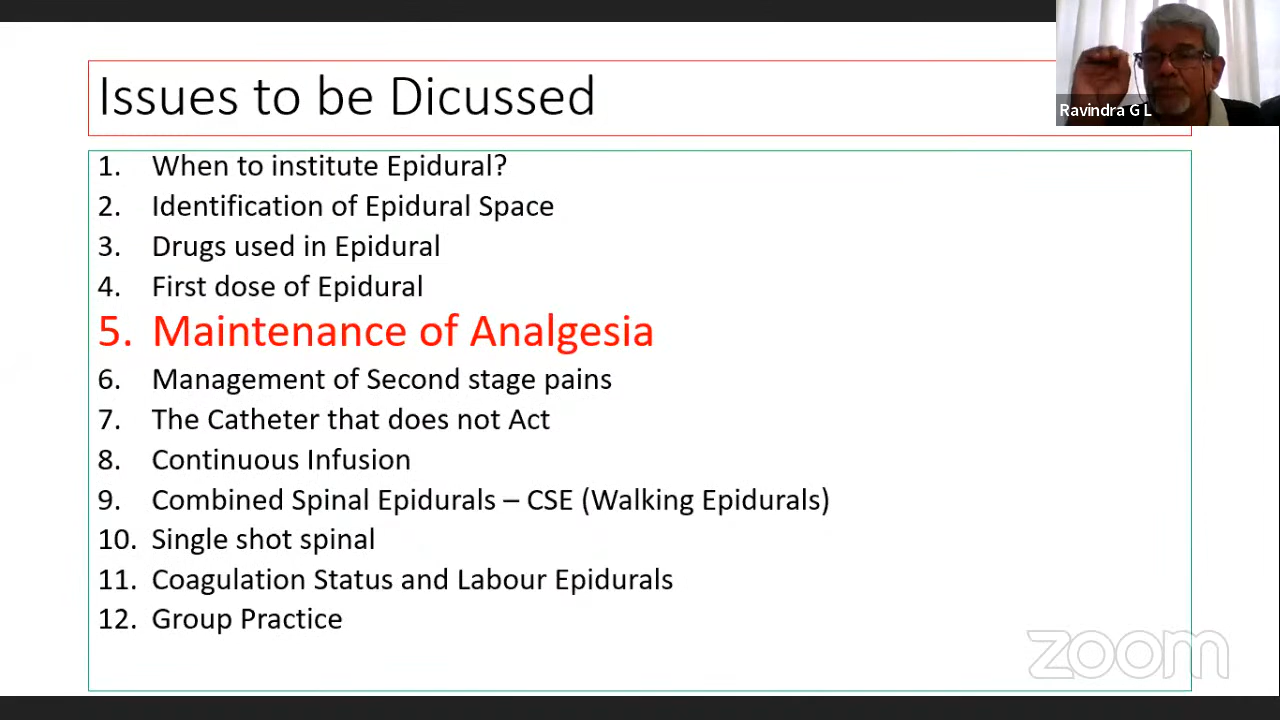 Issues to be Dicussed
Ravindra G L
1. When to institute Epidural?
2. Identification of Epidural Space
3. Drugs used in Epidural
4. First dose of Epidural
5. Maintenance of Analgesia
6. Management of Second stage pains
7. The Catheter that does not Act
8. Continuous Infusion
9. Combined Spinal Epidurals – CSE (Walking Epidurals)
10. Single shot spinal
11. Coagulation Status and Labour Epidurals
12. Group Practice
zoom